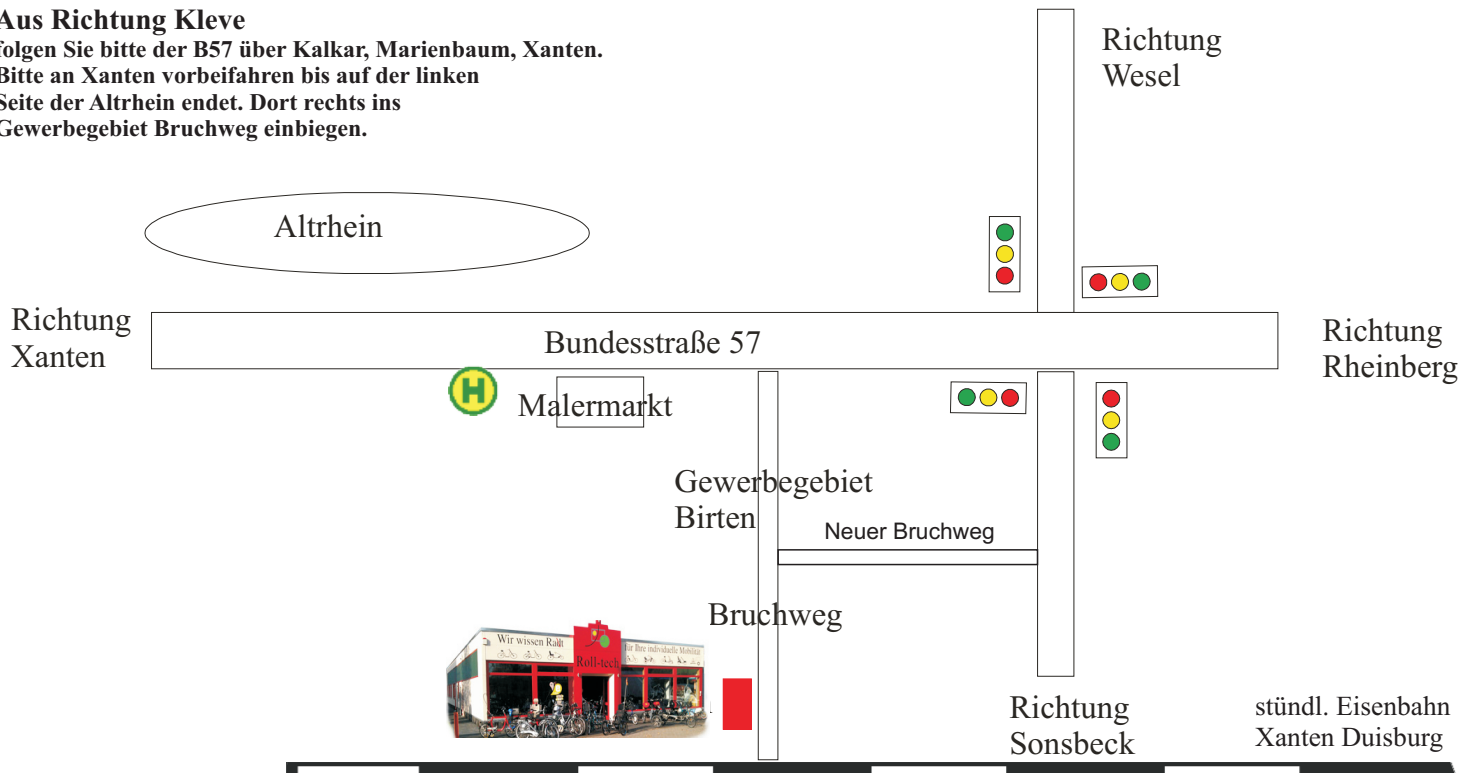 Aus Richtung Kleve
folgen Sie bitte der B57 über Kalkar, Marienbaum, Xanten.
Bitte an Xanten vorbeifahren bis auf der linken
Seite der Altrhein endet. Dort rechts ins
Gewerbegebiet Bruchweg einbiegen.
Richtung
Wesel
Altrhein
Richtung
Xanten
Bundesstraße 57
Richtung
Rheinberg
H
Malermarkt
Gewerbegebiet
Birten
Neuer Bruchweg
Bruchweg
Wir wissen Rath
Roll-tech
für Ihre individuelle Mobilität
Richtung
Sonsbeck
stündl. Eisenbahn
Xanten Duisburg